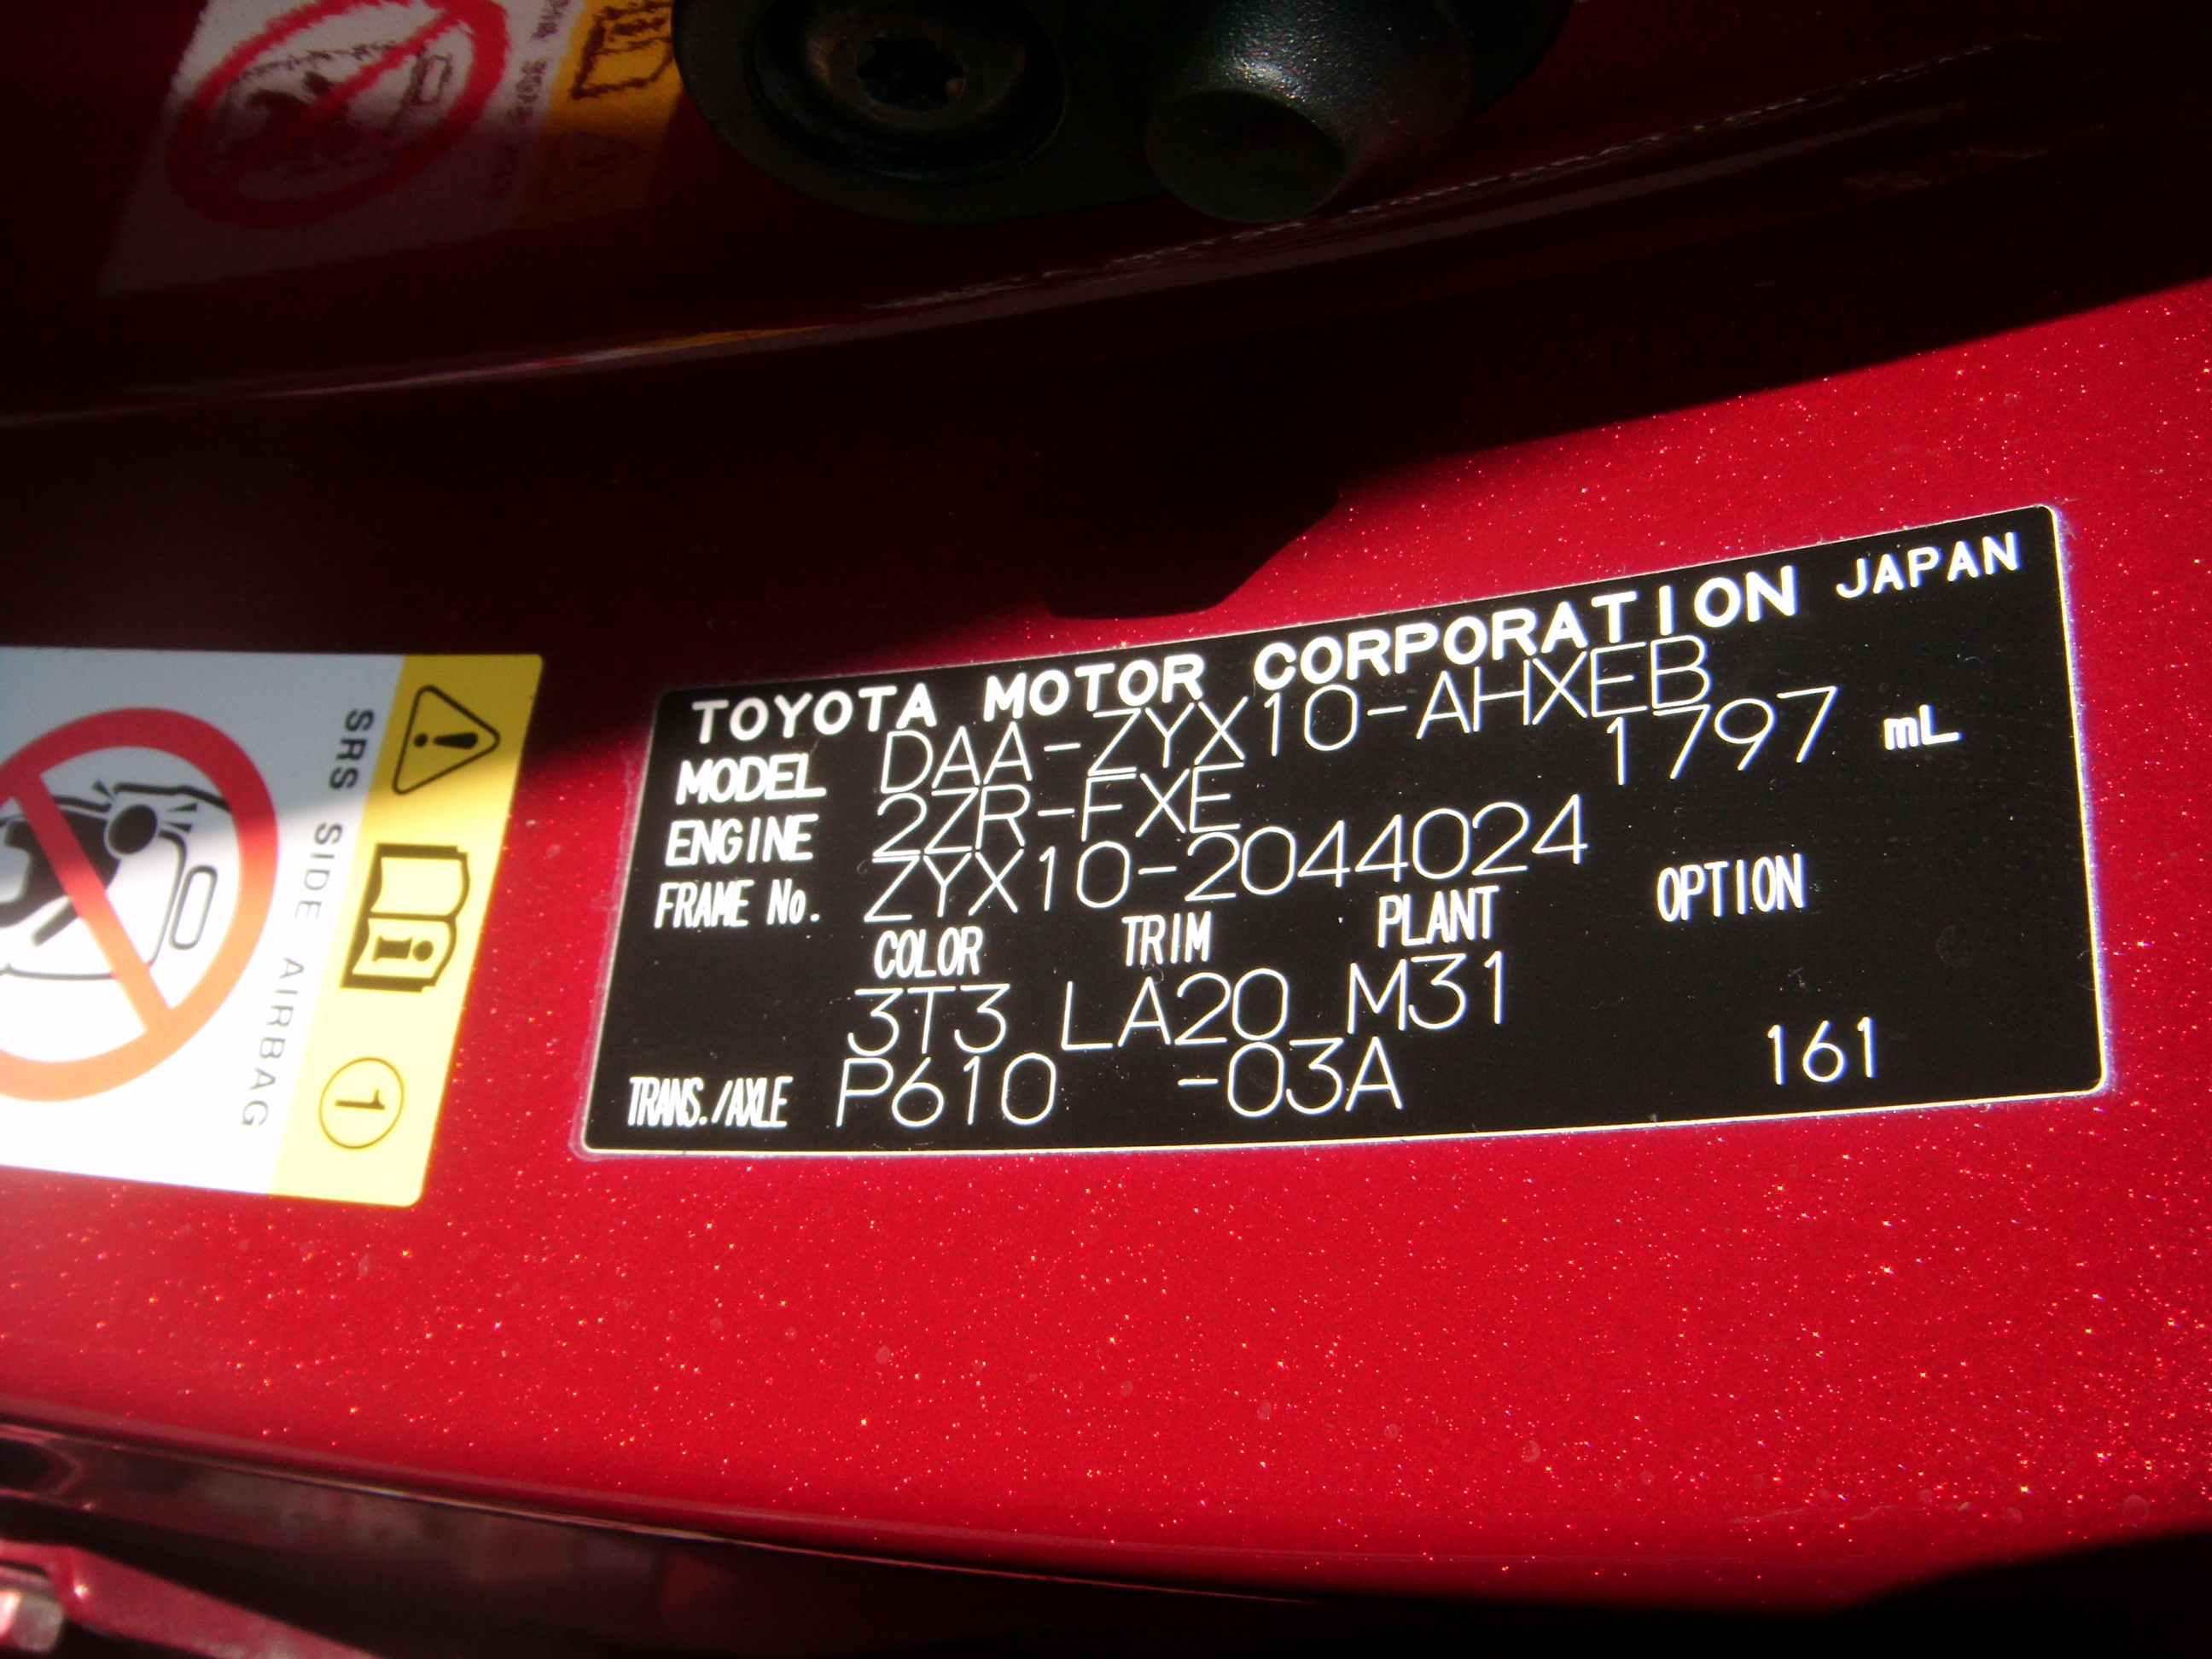 TOYOTA MOTOR CORPORATION JAPAN
MODEL DAA-ZYX10-AHXEB
ENGINE 2ZR-FXE 1797 mL
FRAME No. ZYX10-2044024
COLOR TRIM PLANT OPTION
3T3 LA20 M31
TRANS./AXLE P610 -03A 161
SRS SIDE AIRBAG
1